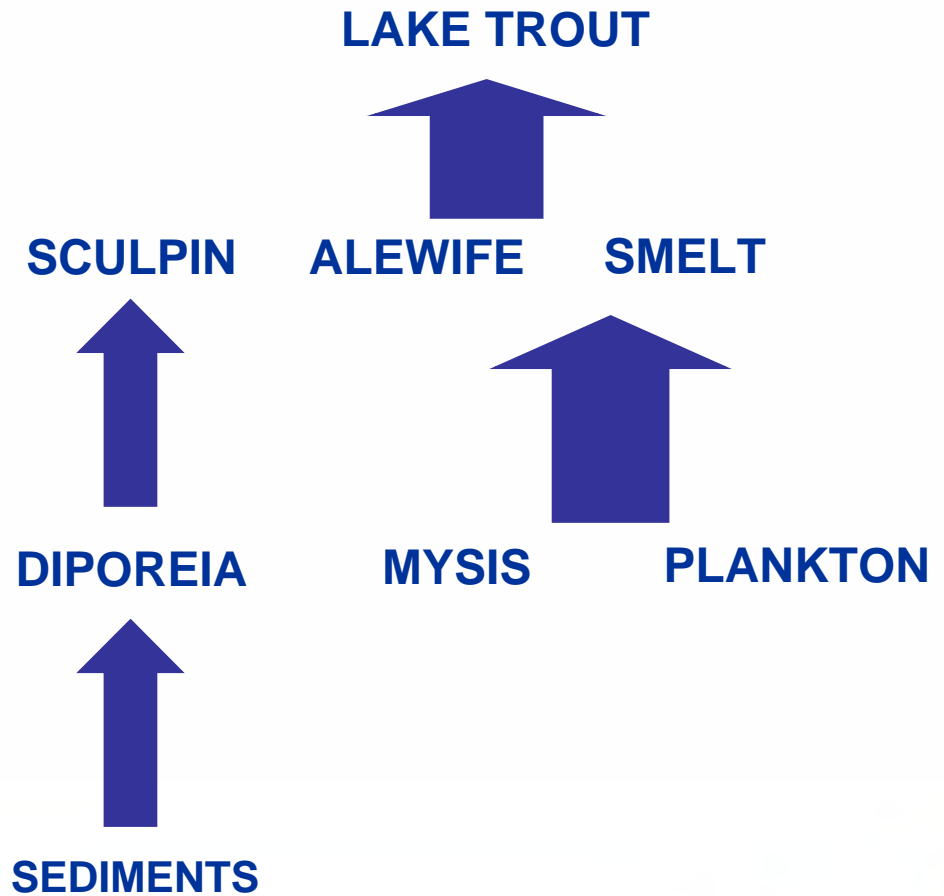 LAKE TROUT
SCULPIN ALEWIFE SMELT
DIPOREIA MYSIS PLANKTON
SEDIMENTS